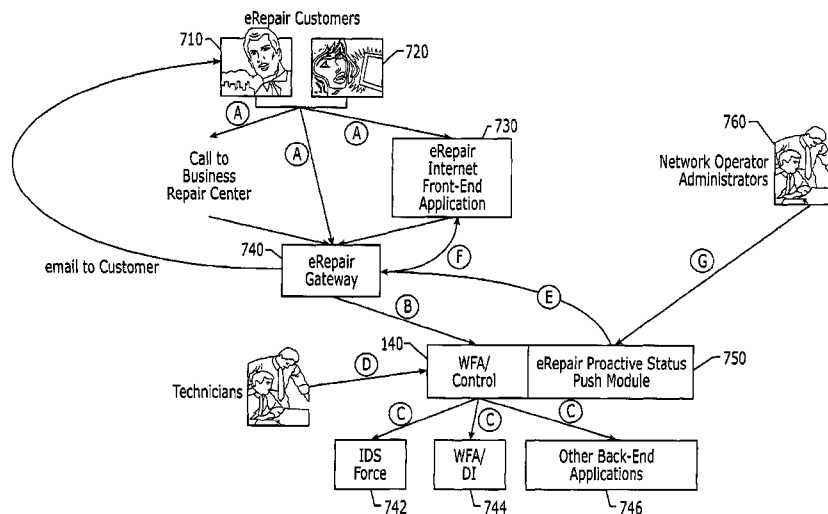 eRepair Customers
710
720
A
A
A
730
760
Call to
Business
Repair Center
eRepair
Internet
Front-End
Application
Network Operator
Administrators
740
eRepair
Gateway
F
G
email to Customer
E
B
140
WFA/
Control
eRepair Proactive Status
Push Module
750
D
Technicians
C
C
C
IDS
Force
WFA/
DI
Other Back-End
Applications
742
744
746